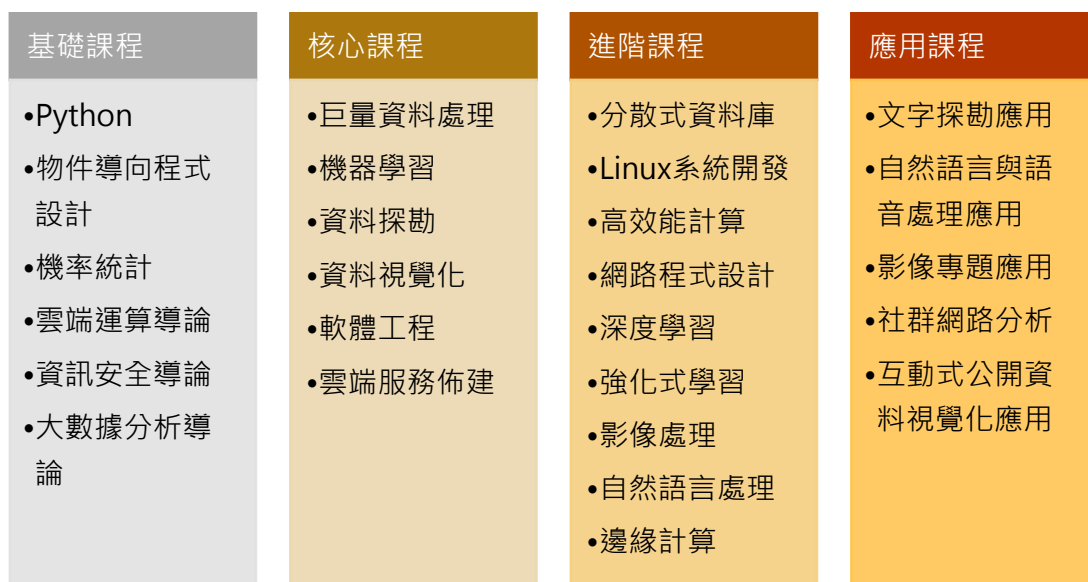 基礎課程
•Python
•物件導向程式
設計
•機率統計
•雲端運算導論
•資訊安全導論
•大數據分析導
論
核心課程
•巨量資料處理
•機器學習
•資料探勘
•資料視覺化
•軟體工程
•雲端服務佈建
進階課程
•分散式資料庫
•Linux系統開發
•高效能計算
•網路程式設計
•深度學習
•強化式學習
•影像處理
•自然語言處理
•邊緣計算
應用課程
•文字探勘應用
•自然語言與語
音處理應用
•影像專題應用
•社群網路分析
•互動式公開資
料視覺化應用